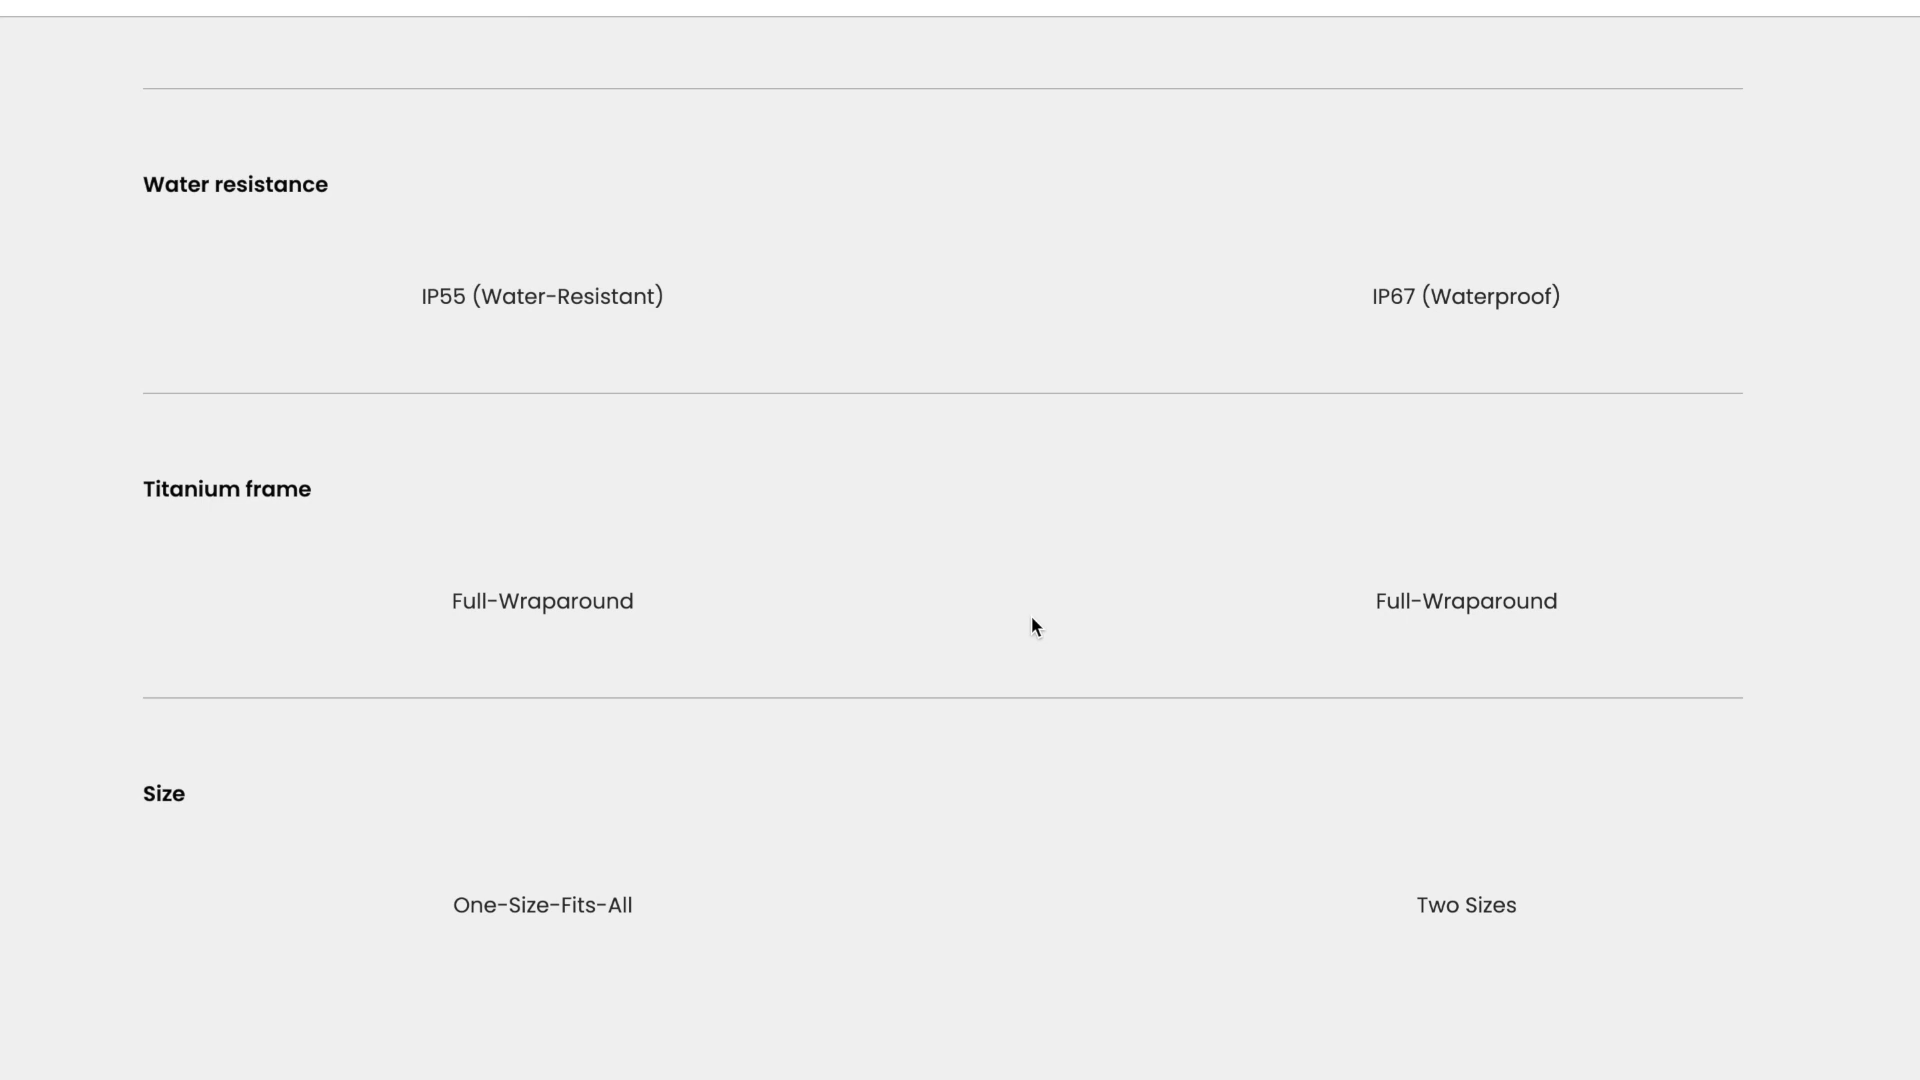 Water resistance
IP55 (Water-Resistant)
IP67 (Waterproof)
Titanium frame
Full-Wraparound
Full-Wraparound
Size
One-Size-Fits-All
Two Sizes